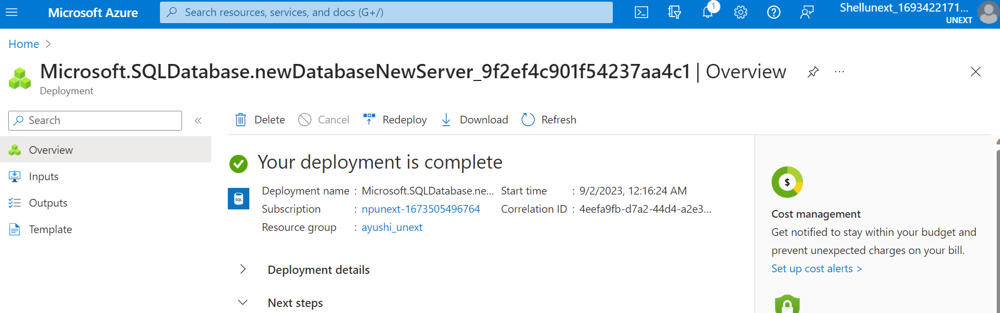 Microsoft Azure
Search resources, services, and docs (G+/)
1
Shellunext_1693422171...
UNEXT
Home
Microsoft.SQLDatabase.newDatabaseNewServer_9f2ef4c901f54237aa4c1 | Overview
Deployment
Search
Delete
Cancel
Redeploy
Download
Refresh
Overview
Inputs
Outputs
Template
Your deployment is complete
SQL
Deployment name : Microsoft.SQLDatabase.ne...
Start time : 9/2/2023, 12:16:24 AM
Subscription : npunext-1673505496764
Correlation ID : 4eefa9fb-d7a2-44d4-a2e3...
Resource group : ayushi_unext
Deployment details
Next steps
$
Cost management
Get notified to stay within your budget and
prevent unexpected charges on your bill.
Set up cost alerts >